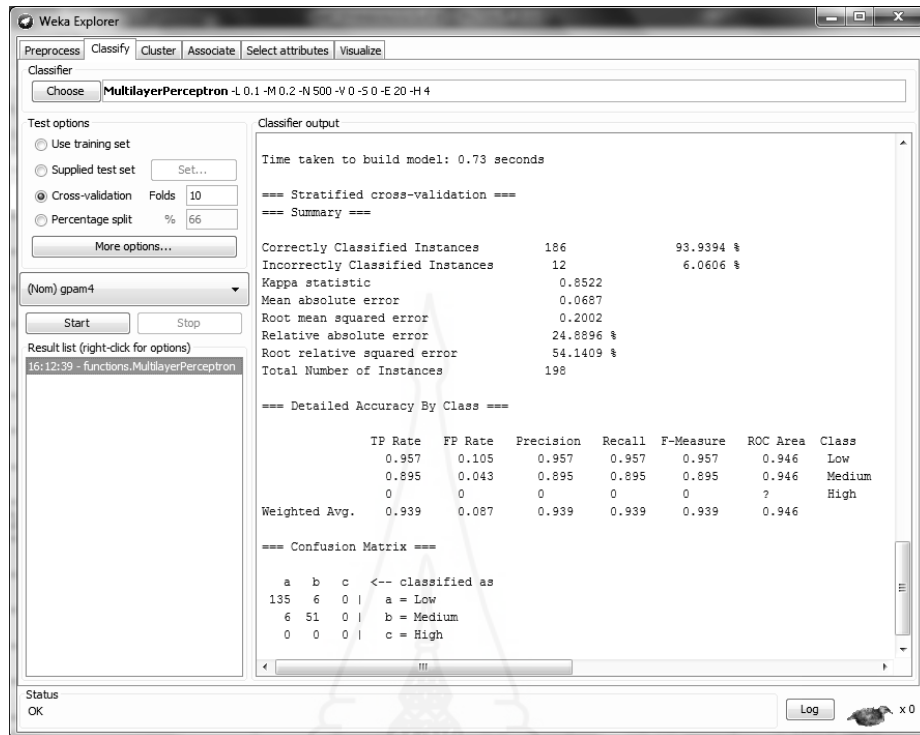 Weka Explorer
Preprocess Classify Cluster Associate Select attributes Visualize
Classifier
Choose MultilayerPerceptron -L 0.1 -M 0.2 -N 500 -V 0 -S 0 -E 20 -H 4
Test options
Use training set
Supplied test set Set...
Cross-validation Folds 10
Percentage split % 66
More options...
(Nom) gpam4
Start Stop
Result list (right-click for options)
16:12:39 - functions.MultilayerPerceptron
Classifier output
Time taken to build model: 0.73 seconds
=== Stratified cross-validation ===
=== Summary ===
Correctly Classified Instances 186 93.9394 %
Incorrectly Classified Instances 12 6.0606 %
Kappa statistic 0.8522
Mean absolute error 0.0687
Root mean squared error 0.2002
Relative absolute error 24.8896 %
Root relative squared error 54.1409 %
Total Number of Instances 198
=== Detailed Accuracy By Class ===
TP Rate FP Rate Precision Recall F-Measure ROC Area Class
0.957 0.105 0.957 0.957 0.957 0.946 Low
0.895 0.043 0.895 0.895 0.895 0.946 Medium
0 0 0 0 0 ? High
Weighted Avg. 0.939 0.087 0.939 0.939 0.939 0.946
=== Confusion Matrix ===
a b c <-- classified as
135 6 0 | a = Low
6 51 0 | b = Medium
0 0 0 | c = High
Status
OK
Log x 0